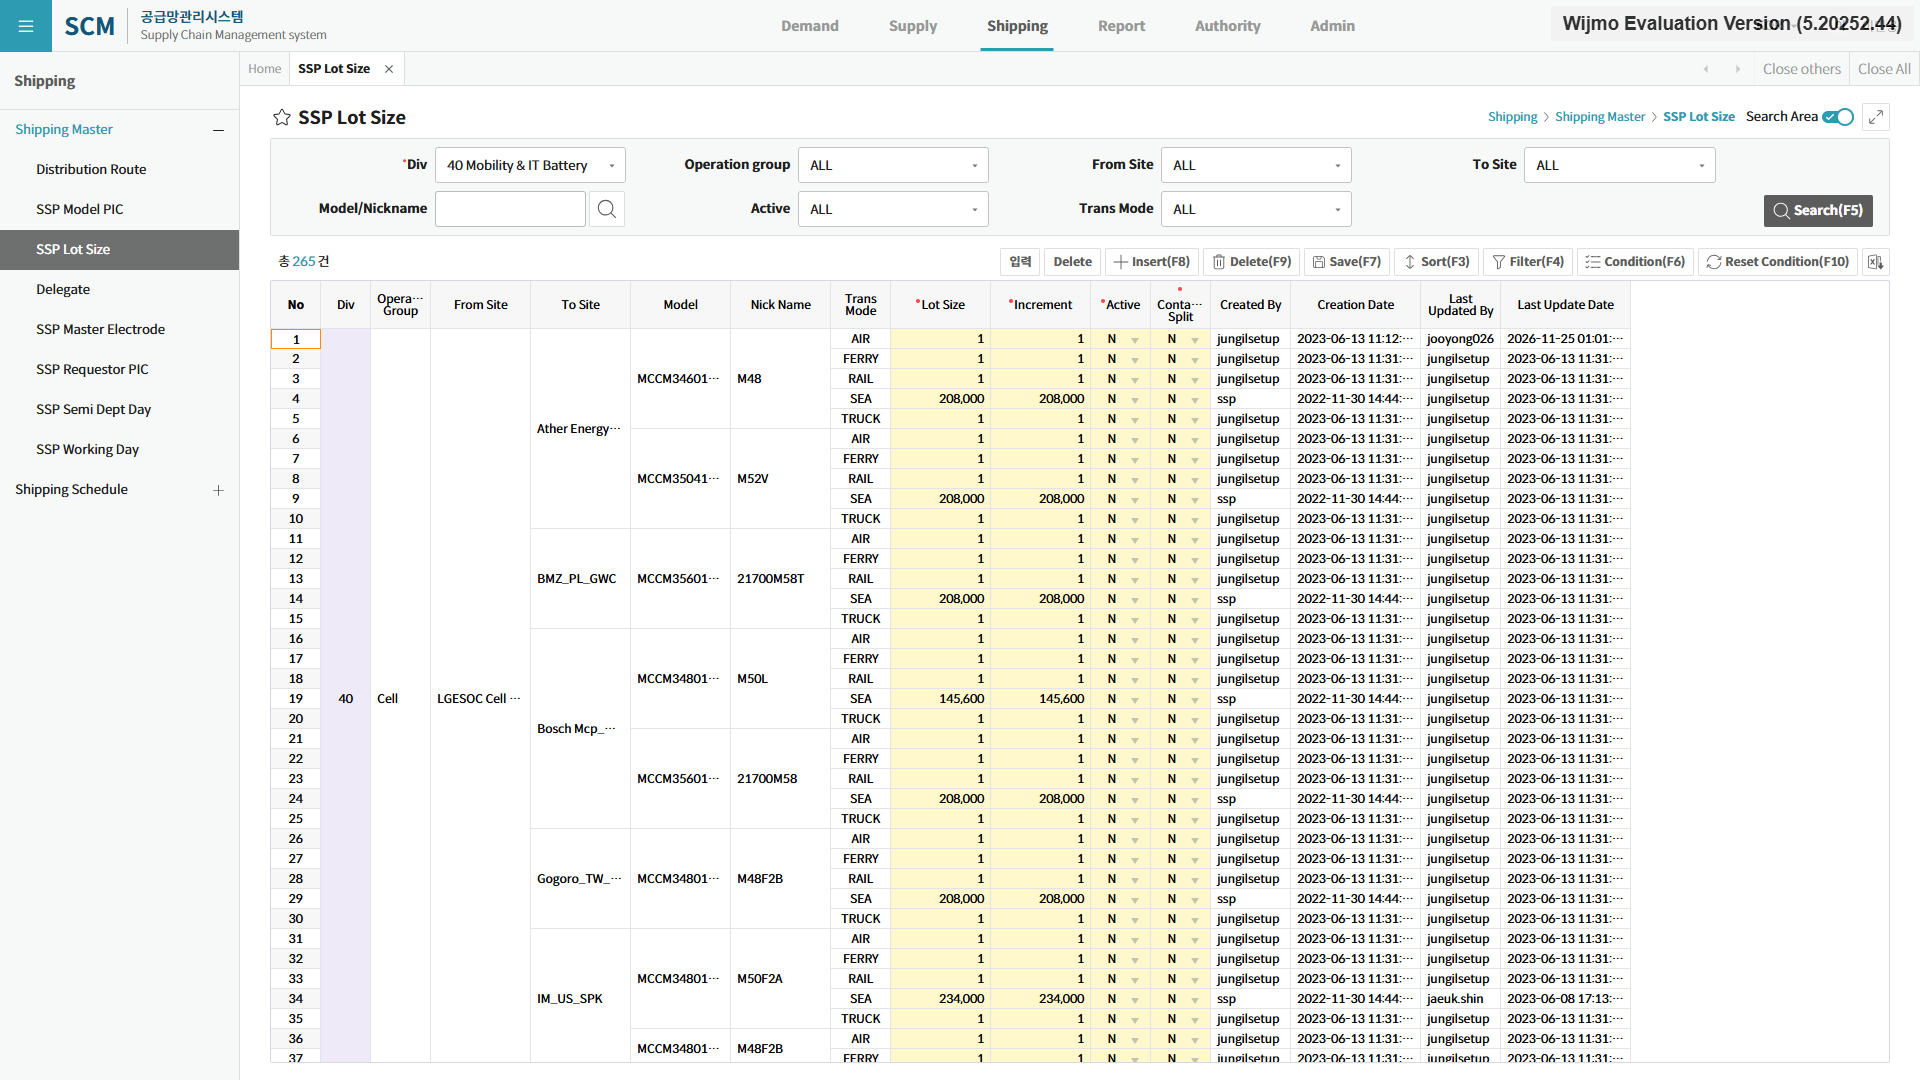 SCM 공급망관리시스템 Supply Chain Management system
Demand Supply Shipping Report Authority Admin
Wijmo Evaluation Version (5.20252.44)
Shipping
Home SSP Lot Size Close others Close All
Shipping Master
Distribution Route
SSP Model PIC
SSP Lot Size
Delegate
SSP Master Electrode
SSP Requestor PIC
SSP Semi Dept Day
SSP Working Day
Shipping Schedule
SSP Lot Size
Shipping > Shipping Master > SSP Lot Size Search Area
*Div 40 Mobility & IT Battery Operation group ALL From Site ALL To Site ALL
Model/Nickname Active ALL Trans Mode ALL Search(F5)
총 265 건 입력 Delete Insert(F8) Delete(F9) Save(F7) Sort(F3) Filter(F4) Condition(F6) Reset Condition(F10)
No Div Opera··· Group From Site To Site Model Nick Name Trans Mode *Lot Size *Increment *Active *Conta··· Split Created By Creation Date Last Updated By Last Update Date
40 Cell LGESOC Cell ···
Ather Energy···
MCCM34601··· M48
1 AIR 1 1 N N jungilsetup 2023-06-13 11:12:··· jooyong026 2026-11-25 01:01:···
2 FERRY 1 1 N N jungilsetup 2023-06-13 11:31:··· jungilsetup 2023-06-13 11:31:···
3 RAIL 1 1 N N jungilsetup 2023-06-13 11:31:··· jungilsetup 2023-06-13 11:31:···
4 SEA 208,000 208,000 N N ssp 2022-11-30 14:44:··· jungilsetup 2023-06-13 11:31:···
5 TRUCK 1 1 N N jungilsetup 2023-06-13 11:31:··· jungilsetup 2023-06-13 11:31:···
MCCM35041··· M52V
6 AIR 1 1 N N jungilsetup 2023-06-13 11:31:··· jungilsetup 2023-06-13 11:31:···
7 FERRY 1 1 N N jungilsetup 2023-06-13 11:31:··· jungilsetup 2023-06-13 11:31:···
8 RAIL 1 1 N N jungilsetup 2023-06-13 11:31:··· jungilsetup 2023-06-13 11:31:···
9 SEA 208,000 208,000 N N ssp 2022-11-30 14:44:··· jungilsetup 2023-06-13 11:31:···
10 TRUCK 1 1 N N jungilsetup 2023-06-13 11:31:··· jungilsetup 2023-06-13 11:31:···
BMZ_PL_GWC MCCM35601··· 21700M58T
11 AIR 1 1 N N jungilsetup 2023-06-13 11:31:··· jungilsetup 2023-06-13 11:31:···
12 FERRY 1 1 N N jungilsetup 2023-06-13 11:31:··· jungilsetup 2023-06-13 11:31:···
13 RAIL 1 1 N N jungilsetup 2023-06-13 11:31:··· jungilsetup 2023-06-13 11:31:···
14 SEA 208,000 208,000 N N ssp 2022-11-30 14:44:··· jungilsetup 2023-06-13 11:31:···
15 TRUCK 1 1 N N jungilsetup 2023-06-13 11:31:··· jungilsetup 2023-06-13 11:31:···
Bosch Mcp_···
MCCM34801··· M50L
16 AIR 1 1 N N jungilsetup 2023-06-13 11:31:··· jungilsetup 2023-06-13 11:31:···
17 FERRY 1 1 N N jungilsetup 2023-06-13 11:31:··· jungilsetup 2023-06-13 11:31:···
18 RAIL 1 1 N N jungilsetup 2023-06-13 11:31:··· jungilsetup 2023-06-13 11:31:···
19 SEA 145,600 145,600 N N ssp 2022-11-30 14:44:··· jungilsetup 2023-06-13 11:31:···
20 TRUCK 1 1 N N jungilsetup 2023-06-13 11:31:··· jungilsetup 2023-06-13 11:31:···
MCCM35601··· 21700M58
21 AIR 1 1 N N jungilsetup 2023-06-13 11:31:··· jungilsetup 2023-06-13 11:31:···
22 FERRY 1 1 N N jungilsetup 2023-06-13 11:31:··· jungilsetup 2023-06-13 11:31:···
23 RAIL 1 1 N N jungilsetup 2023-06-13 11:31:··· jungilsetup 2023-06-13 11:31:···
24 SEA 208,000 208,000 N N ssp 2022-11-30 14:44:··· jungilsetup 2023-06-13 11:31:···
25 TRUCK 1 1 N N jungilsetup 2023-06-13 11:31:··· jungilsetup 2023-06-13 11:31:···
Gogoro_TW_··· MCCM34801··· M48F2B
26 AIR 1 1 N N jungilsetup 2023-06-13 11:31:··· jungilsetup 2023-06-13 11:31:···
27 FERRY 1 1 N N jungilsetup 2023-06-13 11:31:··· jungilsetup 2023-06-13 11:31:···
28 RAIL 1 1 N N jungilsetup 2023-06-13 11:31:··· jungilsetup 2023-06-13 11:31:···
29 SEA 208,000 208,000 N N ssp 2022-11-30 14:44:··· jungilsetup 2023-06-13 11:31:···
30 TRUCK 1 1 N N jungilsetup 2023-06-13 11:31:··· jungilsetup 2023-06-13 11:31:···
IM_US_SPK
MCCM34801··· M50F2A
31 AIR 1 1 N N jungilsetup 2023-06-13 11:31:··· jungilsetup 2023-06-13 11:31:···
32 FERRY 1 1 N N jungilsetup 2023-06-13 11:31:··· jungilsetup 2023-06-13 11:31:···
33 RAIL 1 1 N N jungilsetup 2023-06-13 11:31:··· jungilsetup 2023-06-13 11:31:···
34 SEA 234,000 234,000 N N ssp 2022-11-30 14:44:··· jaeuk.shin 2023-06-08 17:13:···
35 TRUCK 1 1 N N jungilsetup 2023-06-13 11:31:··· jungilsetup 2023-06-13 11:31:···
MCCM34801··· M48F2B
36 AIR 1 1 N N jungilsetup 2023-06-13 11:31:··· jungilsetup 2023-06-13 11:31:···
37 FERRY 1 1 N N jungilsetup 2023-06-13 11:31:··· jungilsetup 2023-06-13 11:31:···